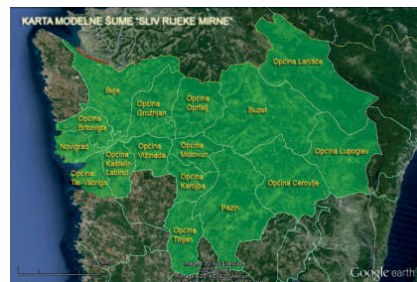 KARTA MODELNE ŠUME "SLIV RIJEKE MIRNE"
Općina Lanišće
Buje
Općina
Grožnjan
Općina
Oprtalj
Buzet
Općina
Brtonigla
Novigrad
Općina
Kaštelir-
Labinci
Općina
Vižinada
Općina
Motovun
Općina Lupoglav
Općina
Tar-Vabriga
Općina
Karojba
Općina Cerovlje
Pazin
Općina
Tinjan
Google earth